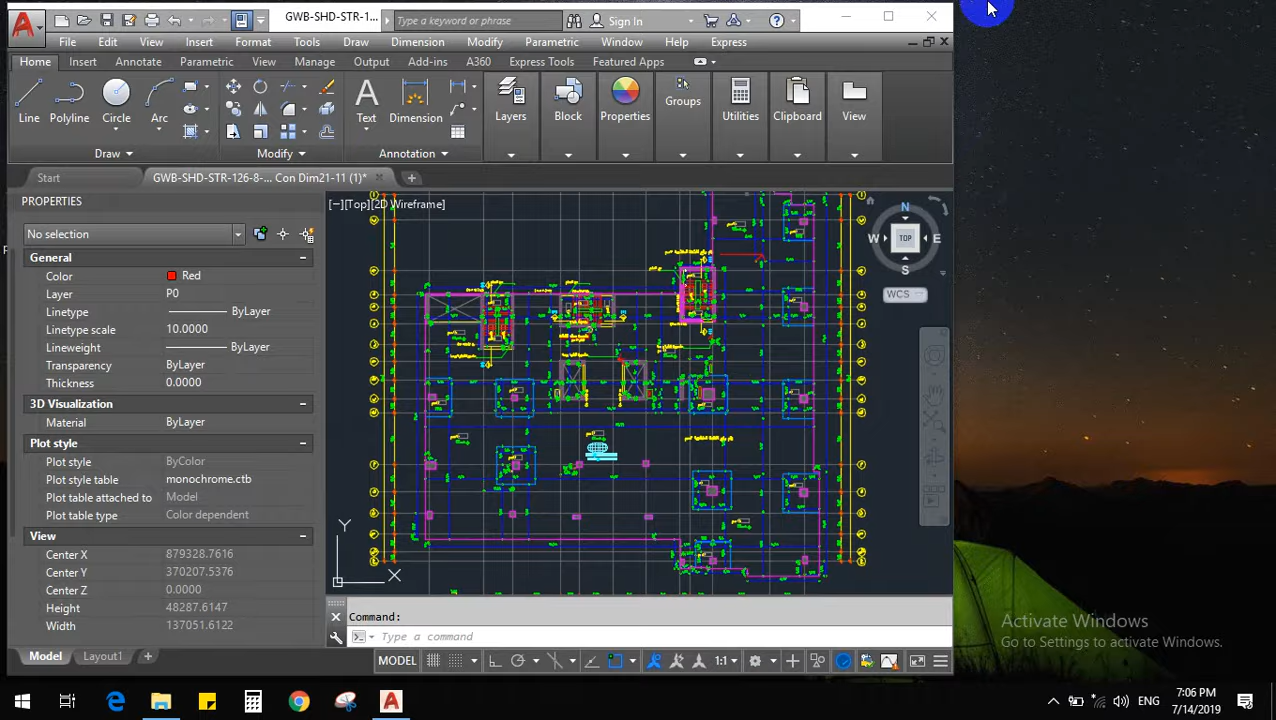 GWB-SHD-STR-1...
Type a keyword or phrase
Sign In
File Edit View Insert Format Tools Draw Dimension Modify Parametric Window Help Express
Home Insert Annotate Parametric View Manage Output Add-ins A360 Express Tools Featured Apps
Line Polyline Circle Arc Text Dimension Layers Block Properties Groups Utilities Clipboard View
Draw Modify Annotation
Start GWB-SHD-STR-126-8-... Con Dim21-11 (1)*
PROPERTIES
[−][Top][2D Wireframe]
No selection
General
Color Red
Layer P0
Linetype ByLayer
Linetype scale 10.0000
Lineweight ByLayer
Transparency ByLayer
Thickness 0.0000
3D Visualization
Material ByLayer
Plot style
Plot style ByColor
Plot style table monochrome.ctb
Plot table attached to Model
Plot table type Color dependent
View
Center X 879328.7616
Center Y 370207.5376
Center Z 0.0000
Height 48287.6147
Width 137051.6122
N
W TOP E
S
WCS
Y
X
Command:
Type a command
Model Layout1
MODEL 1:1
Activate Windows
Go to Settings to activate Windows.
ENG
7:06 PM
7/14/2019